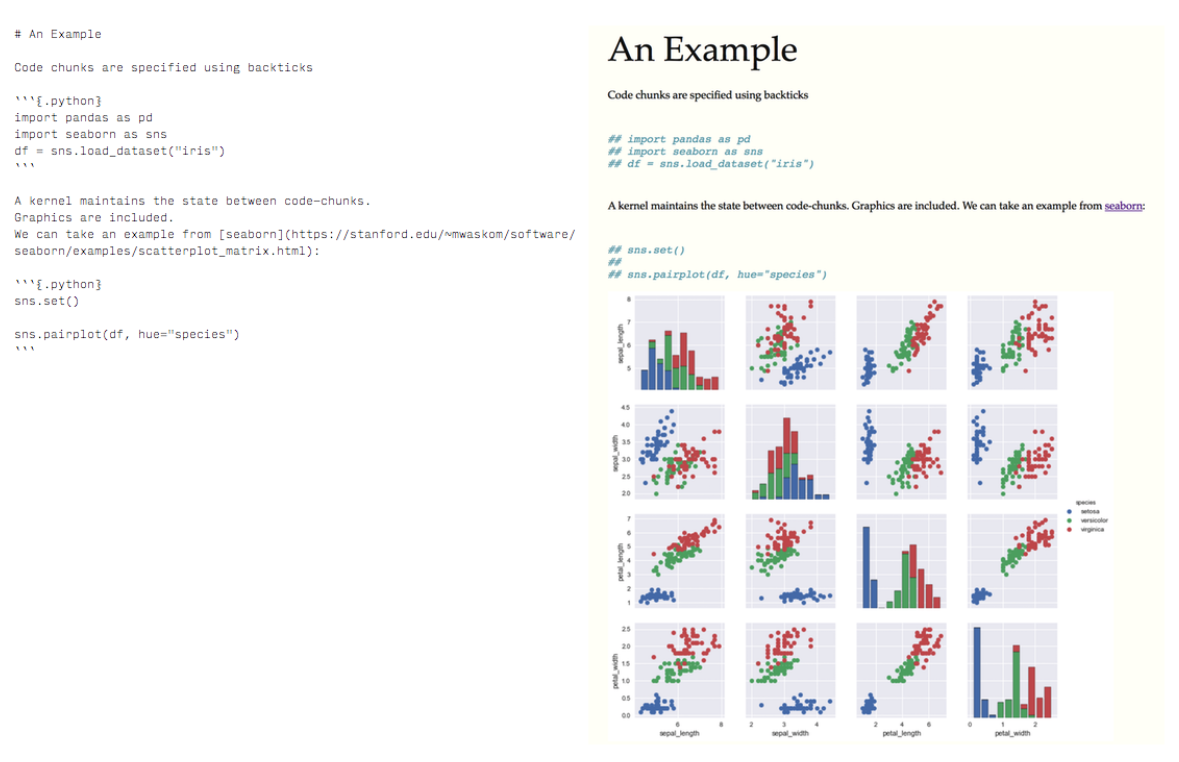 # An Example
Code chunks are specified using backticks
```{.python}
import pandas as pd
import seaborn as sns
df = sns.load_dataset("iris")
```
A kernel maintains the state between code-chunks.
Graphics are included.
We can take an example from [seaborn](https://stanford.edu/~mwaskom/software/
seaborn/examples/scatterplot_matrix.html):
```{.python}
sns.set()
sns.pairplot(df, hue="species")
```
An Example
Code chunks are specified using backticks
## import pandas as pd
## import seaborn as sns
## df = sns.load_dataset("iris")
A kernel maintains the state between code-chunks. Graphics are included. We can take an example from seaborn:
## sns.set()
##
## sns.pairplot(df, hue="species")
8
7
6
5
sepal_length
4.5
4.0
3.5
3.0
2.5
2.0
sepal_width
7
6
5
4
3
2
1
petal_length
2.5
2.0
1.5
1.0
0.5
0.0
petal_width
6 8
sepal_length
2 3 4
sepal_width
2 4 6
petal_length
0 1 2
petal_width
species
setosa
versicolor
virginica